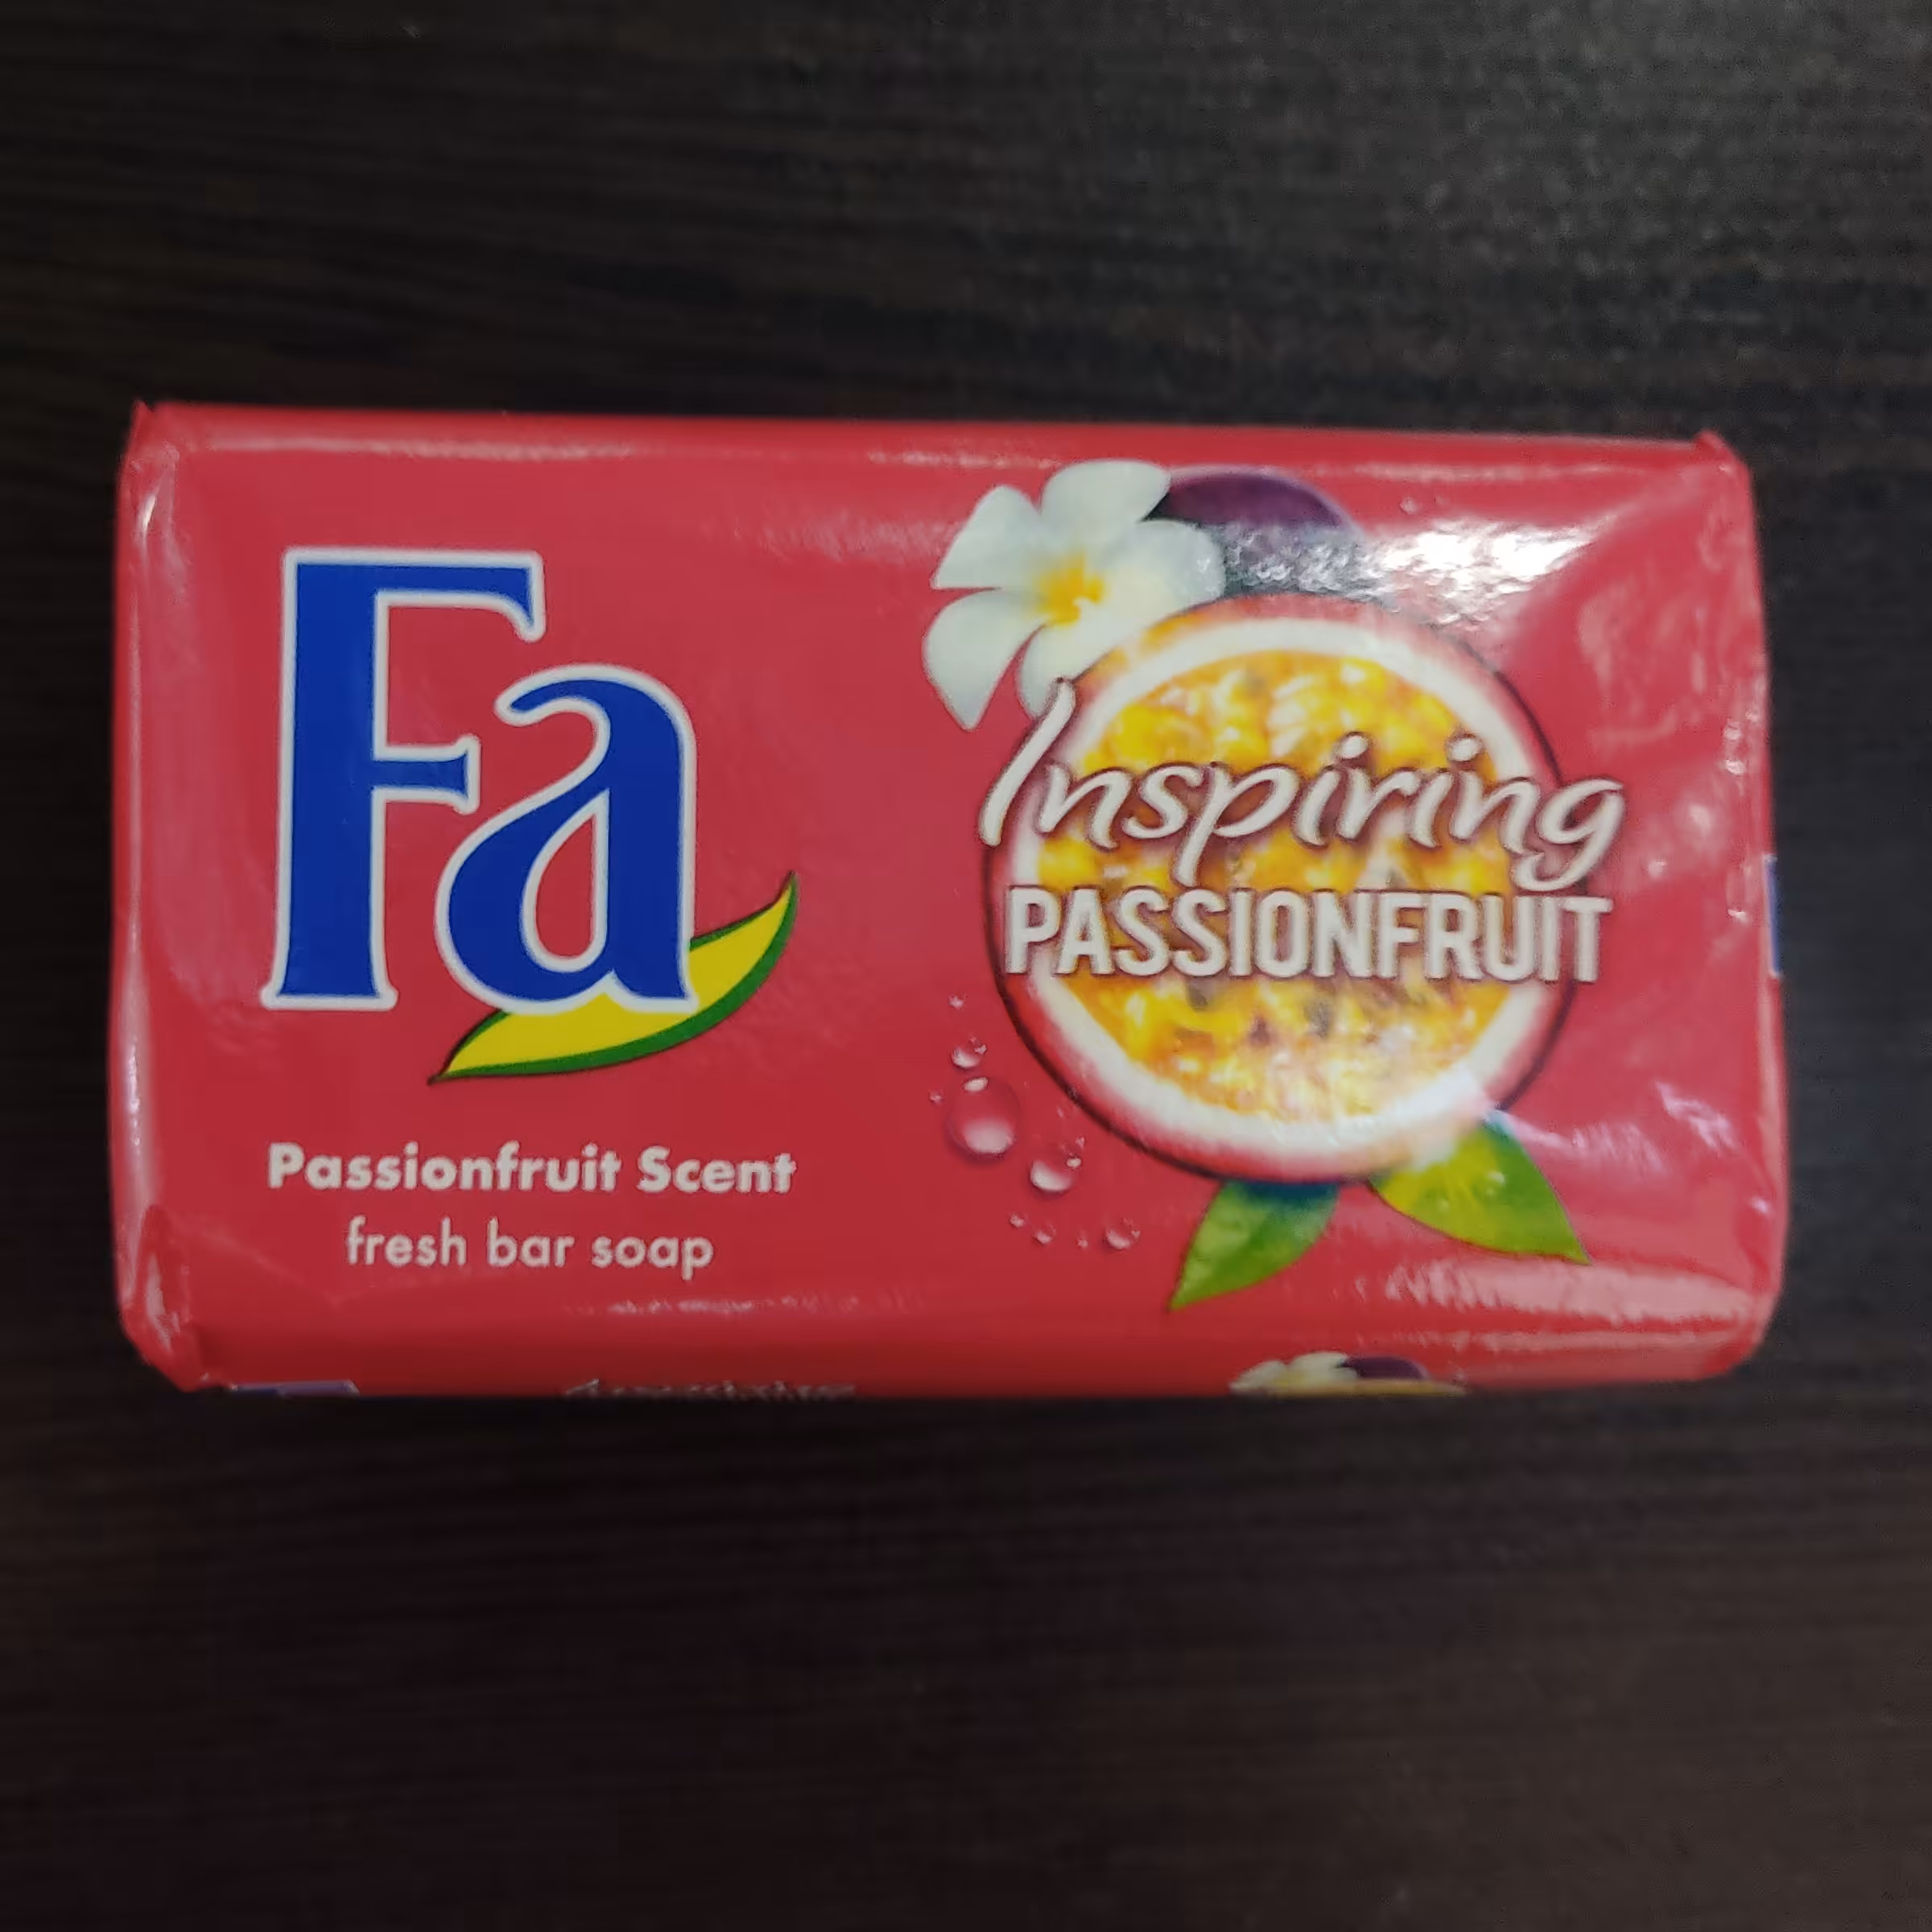 Fa
Inspiring
PASSIONFRUIT
Passionfruit Scent
fresh bar soap